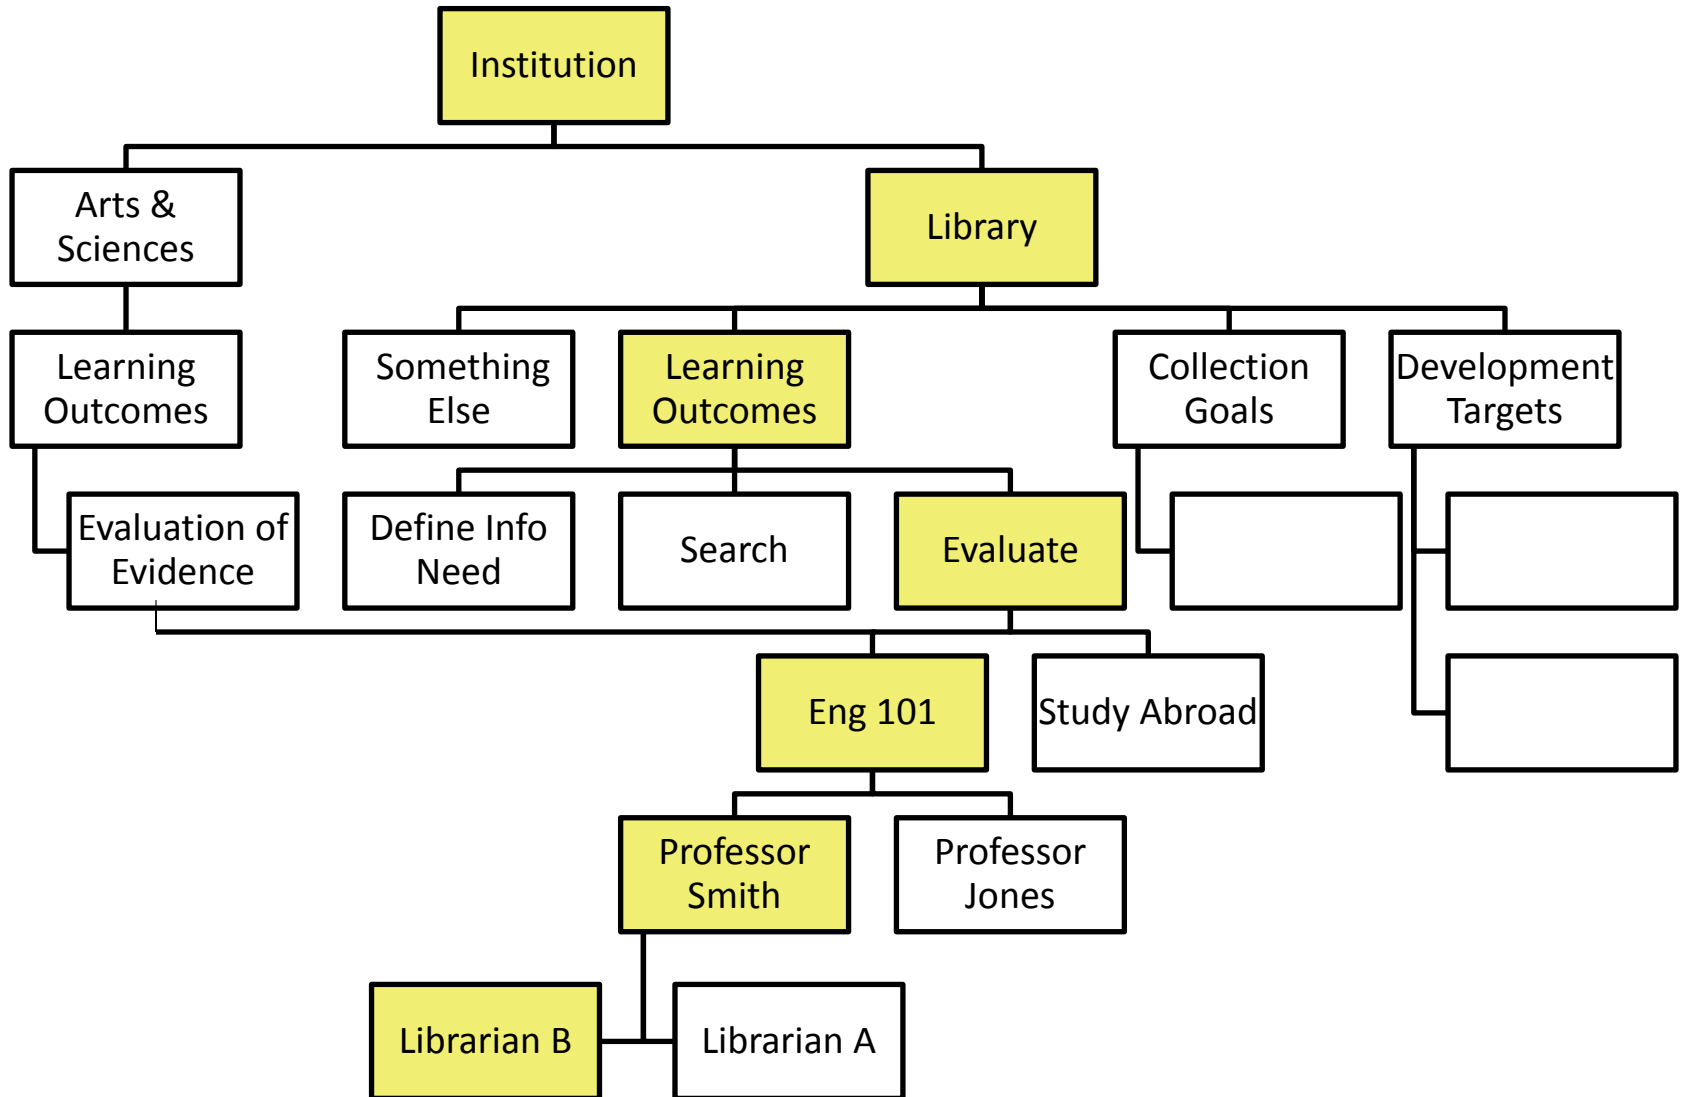 Institution
Arts &
Sciences
Library
Learning
Outcomes
Something
Else
Learning
Outcomes
Collection
Goals
Development
Targets
Evaluation of
Evidence
Define Info
Need
Search
Evaluate
Eng 101
Study Abroad
Professor
Smith
Professor
Jones
Librarian B
Librarian A